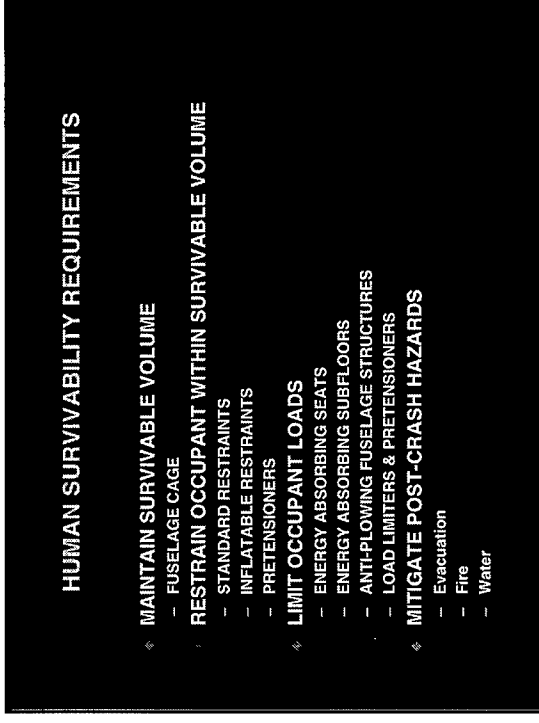 HUMAN SURVIVABILITY REQUIREMENTS
MAINTAIN SURVIVABLE VOLUME
– FUSELAGE CAGE
RESTRAIN OCCUPANT WITHIN SURVIVABLE VOLUME
– STANDARD RESTRAINTS
– INFLATABLE RESTRAINTS
– PRETENSIONERS
LIMIT OCCUPANT LOADS
– ENERGY ABSORBING SEATS
– ENERGY ABSORBING SUBFLOORS
– ANTI-PLOWING FUSELAGE STRUCTURES
– LOAD LIMITERS & PRETENSIONERS
MITIGATE POST-CRASH HAZARDS
– Evacuation
– Fire
– Water